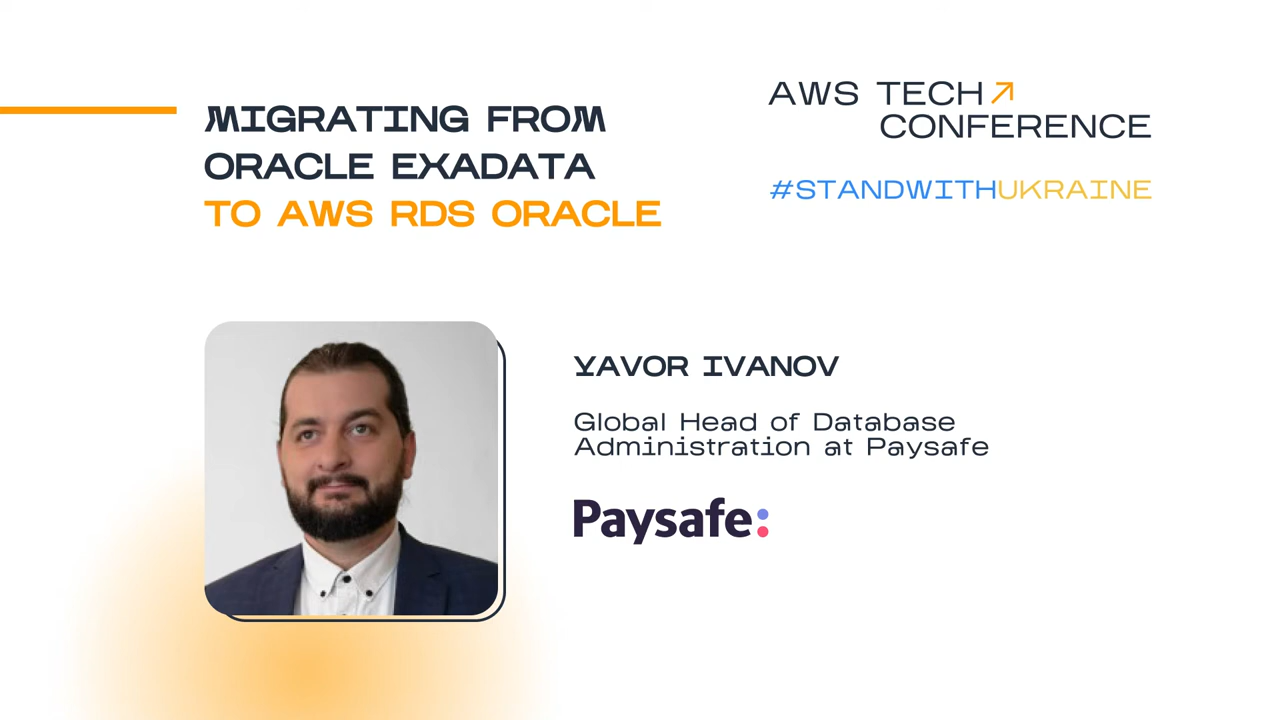 MIGRATING FROM
ORACLE EXADATA
TO AWS RDS ORACLE
AWS TECH
CONFERENCE
#STANDWITHUKRAINE
YAVOR IVANOV
Global Head of Database
Administration at Paysafe
Paysafe: